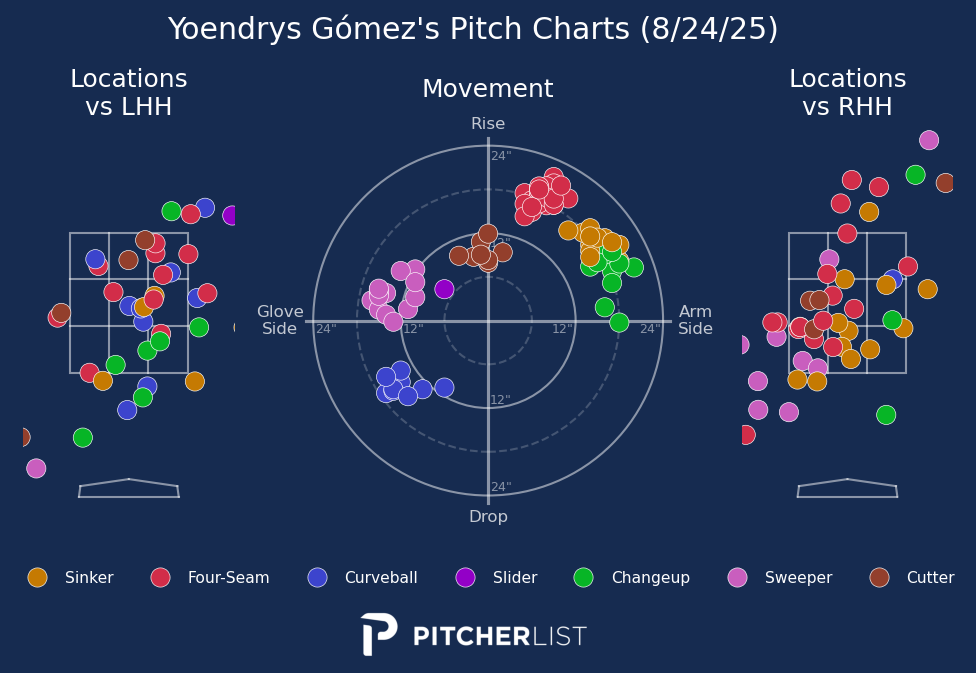 Yoendrys Gómez's Pitch Charts (8/24/25)
Locations
vs LHH
Movement
Locations
vs RHH
Rise
24"
12"
Glove
Side
24"
12"
12"
24"
Arm
Side
12"
24"
Drop
Sinker
Four-Seam
Curveball
Slider
Changeup
Sweeper
Cutter
PITCHERLIST